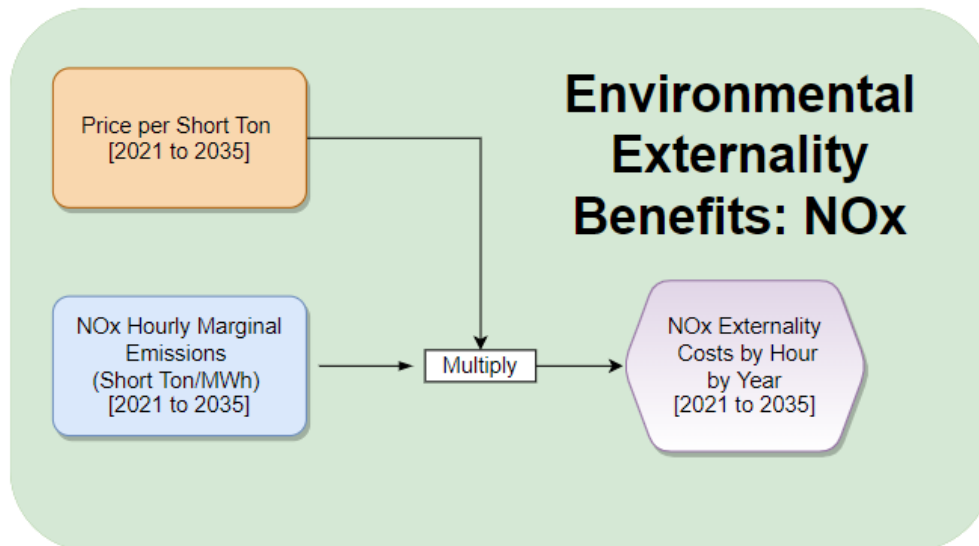 Environmental
Externality
Benefits: NOx
Price per Short Ton
[2021 to 2035]
NOx Hourly Marginal
Emissions
(Short Ton/MWh)
[2021 to 2035]
Multiply
NOx Externality
Costs by Hour
by Year
[2021 to 2035]